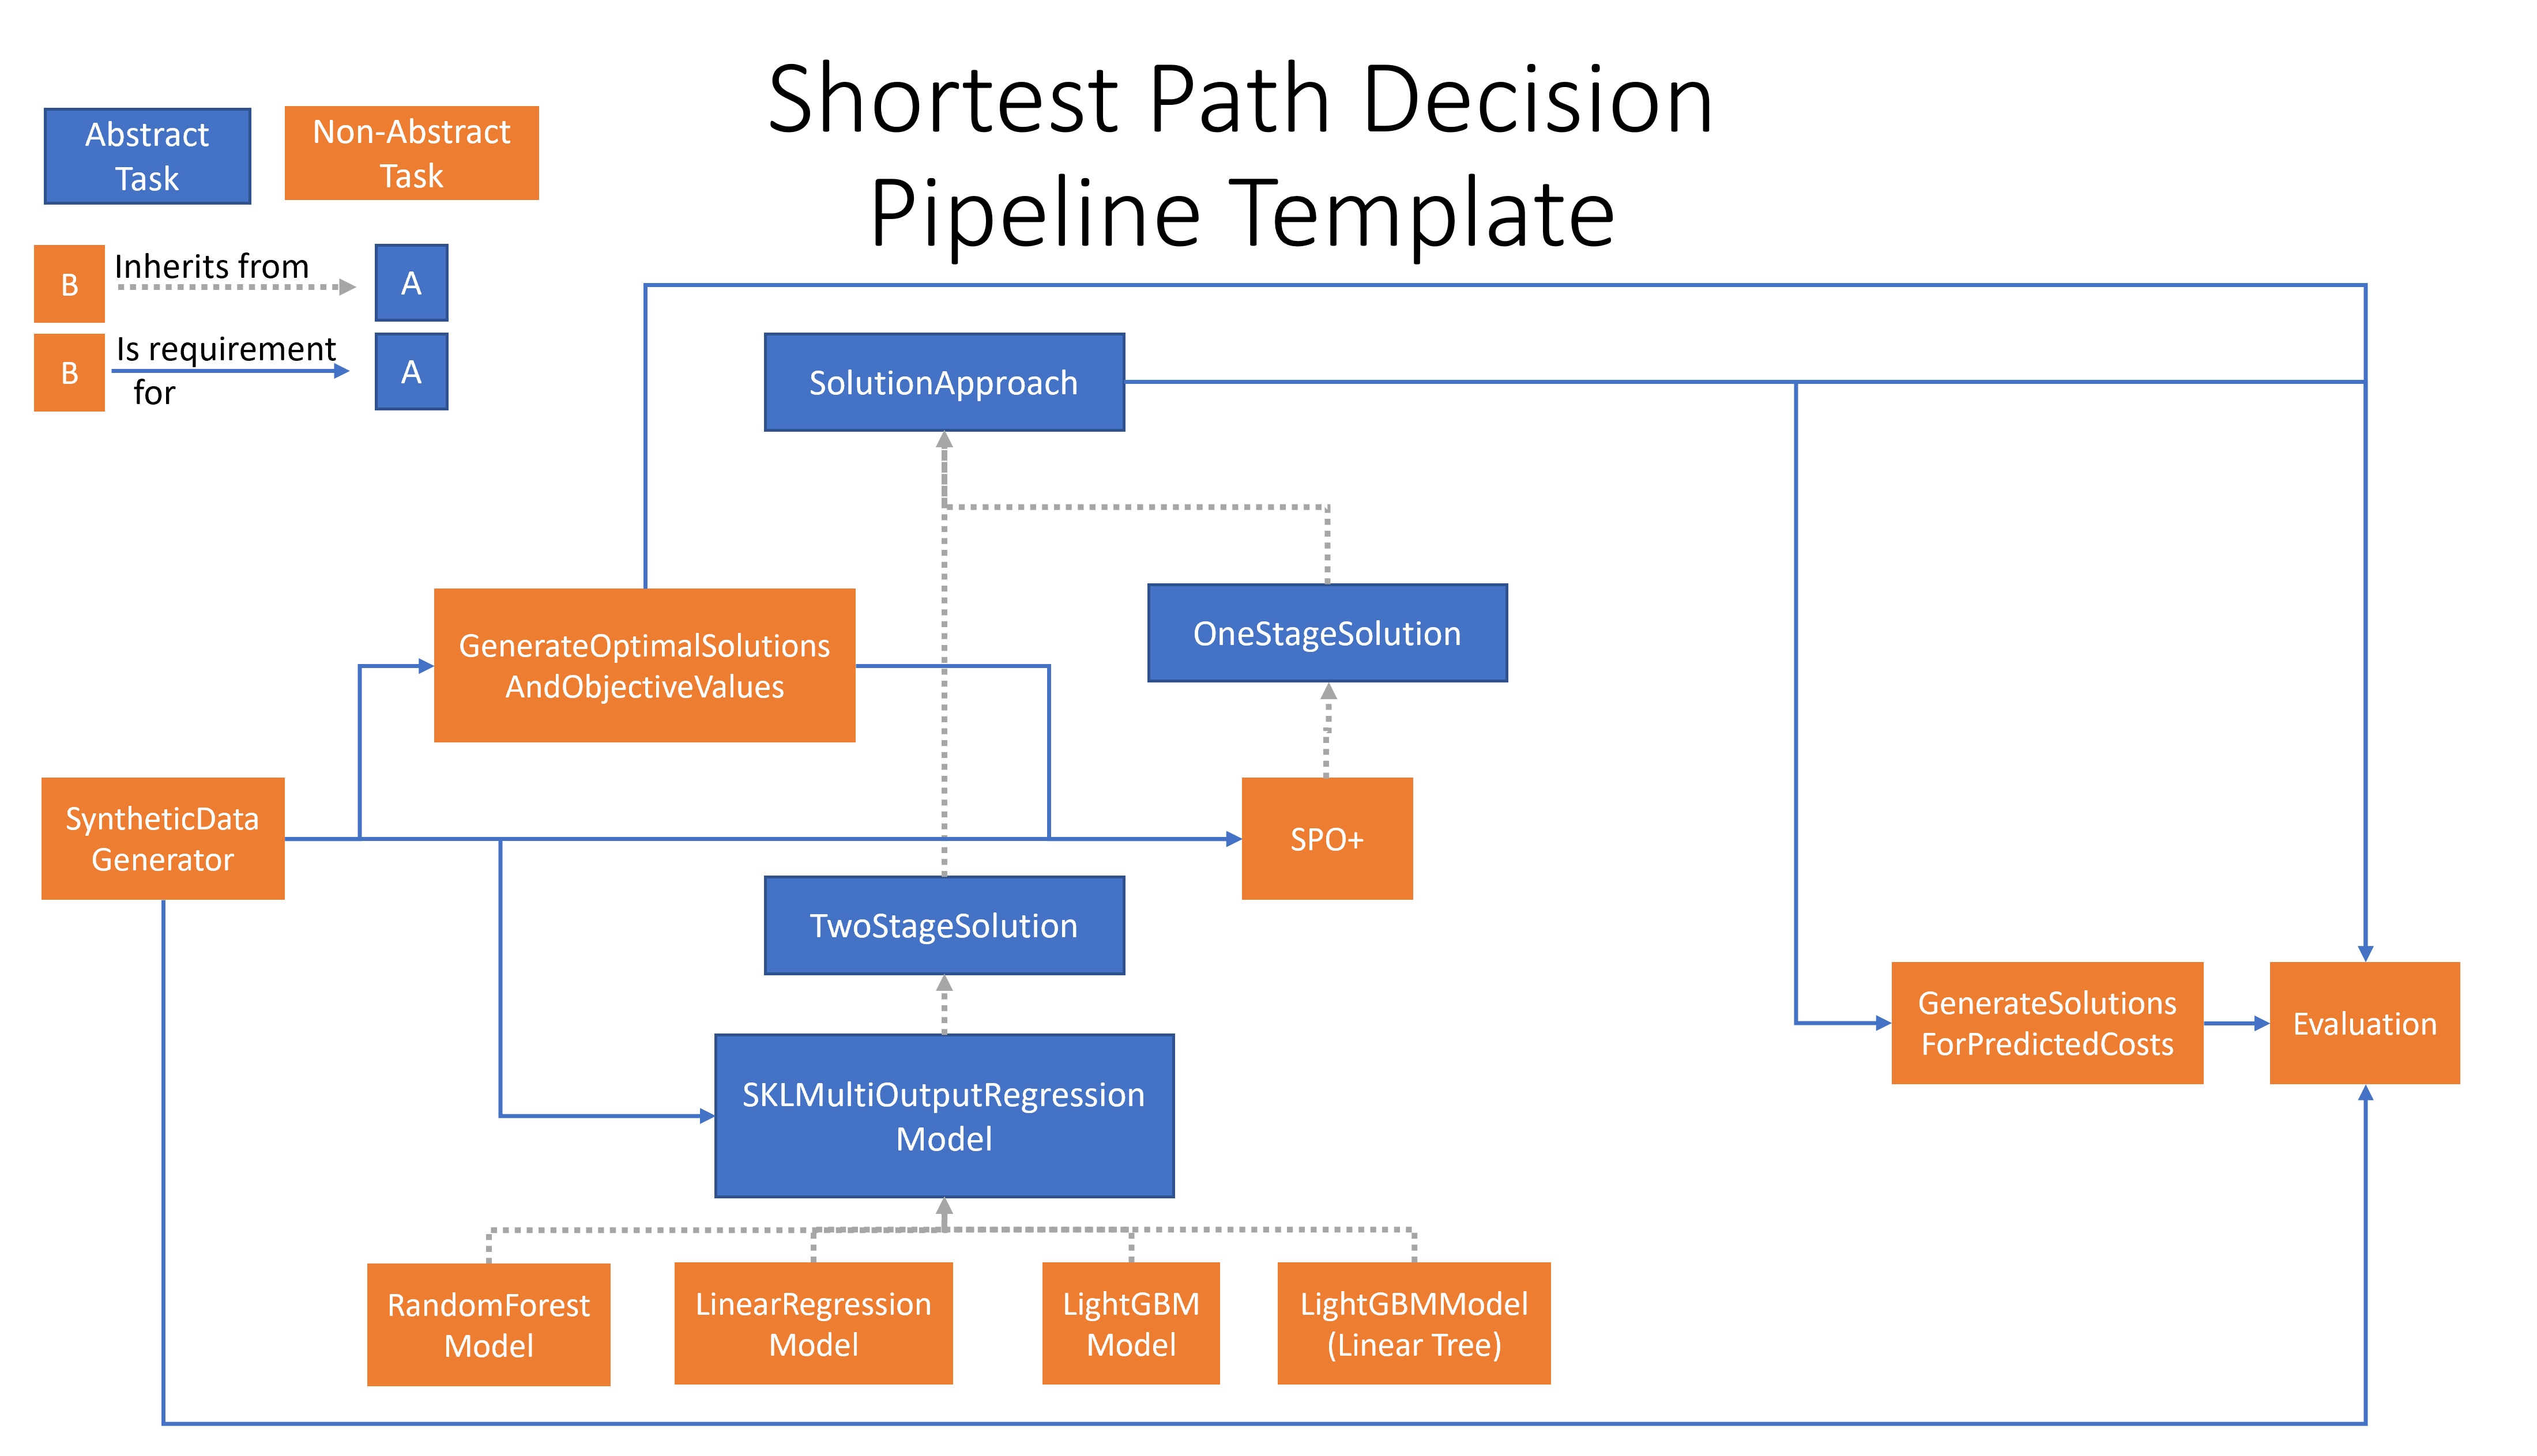 Shortest Path Decision
Pipeline Template
Abstract
Task
Non-Abstract
Task
B
Inherits from
A
B
Is requirement
for
A
SolutionApproach
OneStageSolution
GenerateOptimalSolutions
AndObjectiveValues
SyntheticData
Generator
SPO+
TwoStageSolution
SKLMultiOutputRegression
Model
GenerateSolutions
ForPredictedCosts
Evaluation
RandomForest
Model
LinearRegression
Model
LightGBM
Model
LightGBMModel
(Linear Tree)